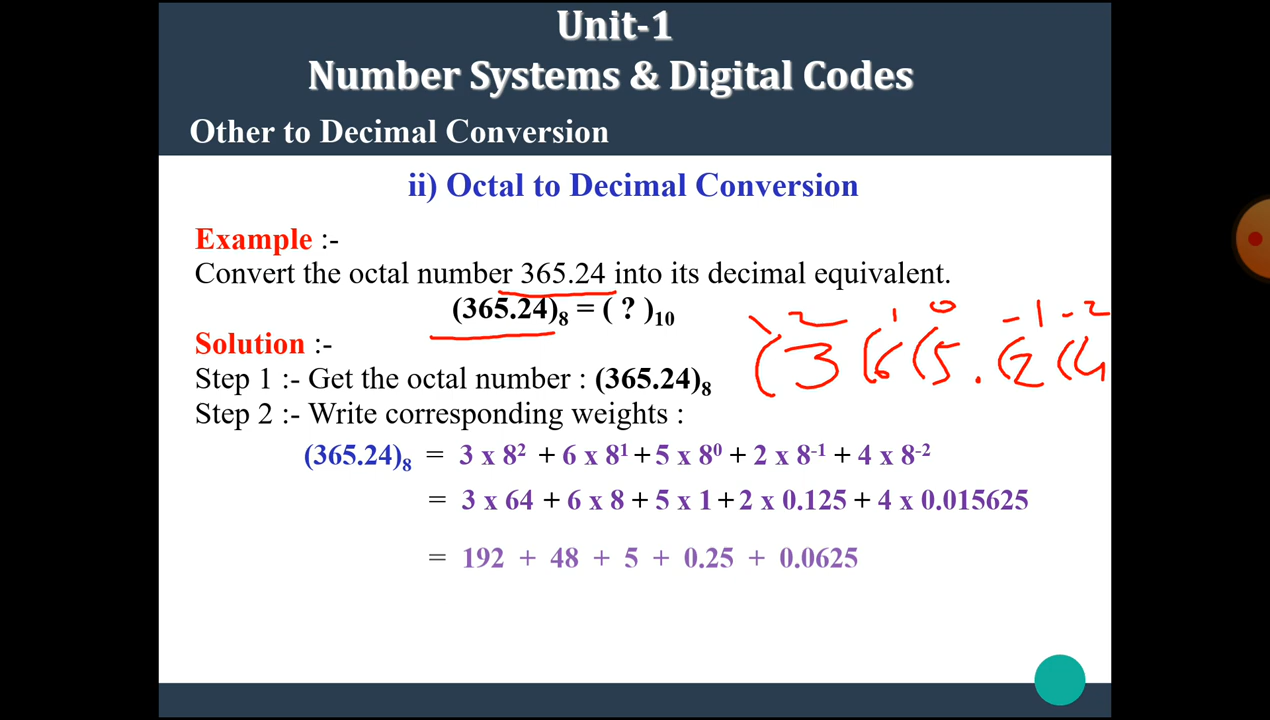 Unit-1
Number Systems & Digital Codes
Other to Decimal Conversion
ii) Octal to Decimal Conversion
Example :-
Convert the octal number 365.24 into its decimal equivalent.
(365.24)₈ = ( ? )₁₀
Solution :-
2 1 0 -1 -2
(3 (6 (5 . (2 (4
Step 1 :- Get the octal number : (365.24)₈
Step 2 :- Write corresponding weights :
(365.24)₈ = 3 x 8² + 6 x 8¹ + 5 x 8⁰ + 2 x 8⁻¹ + 4 x 8⁻²
= 3 x 64 + 6 x 8 + 5 x 1 + 2 x 0.125 + 4 x 0.015625
= 192 + 48 + 5 + 0.25 + 0.0625